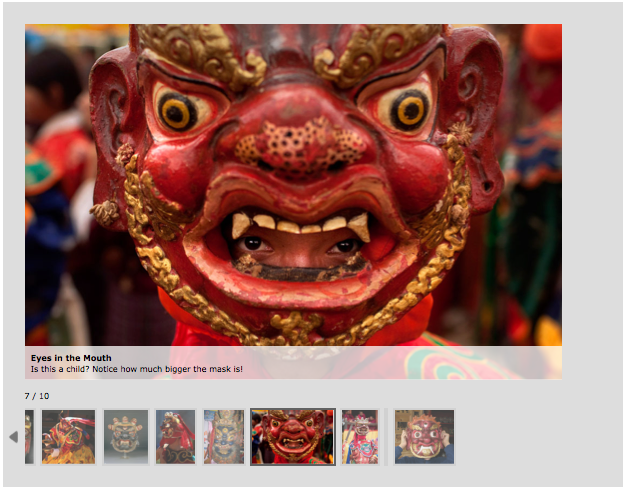 Eyes in the Mouth
Is this a child? Notice how much bigger the mask is!
7 / 10